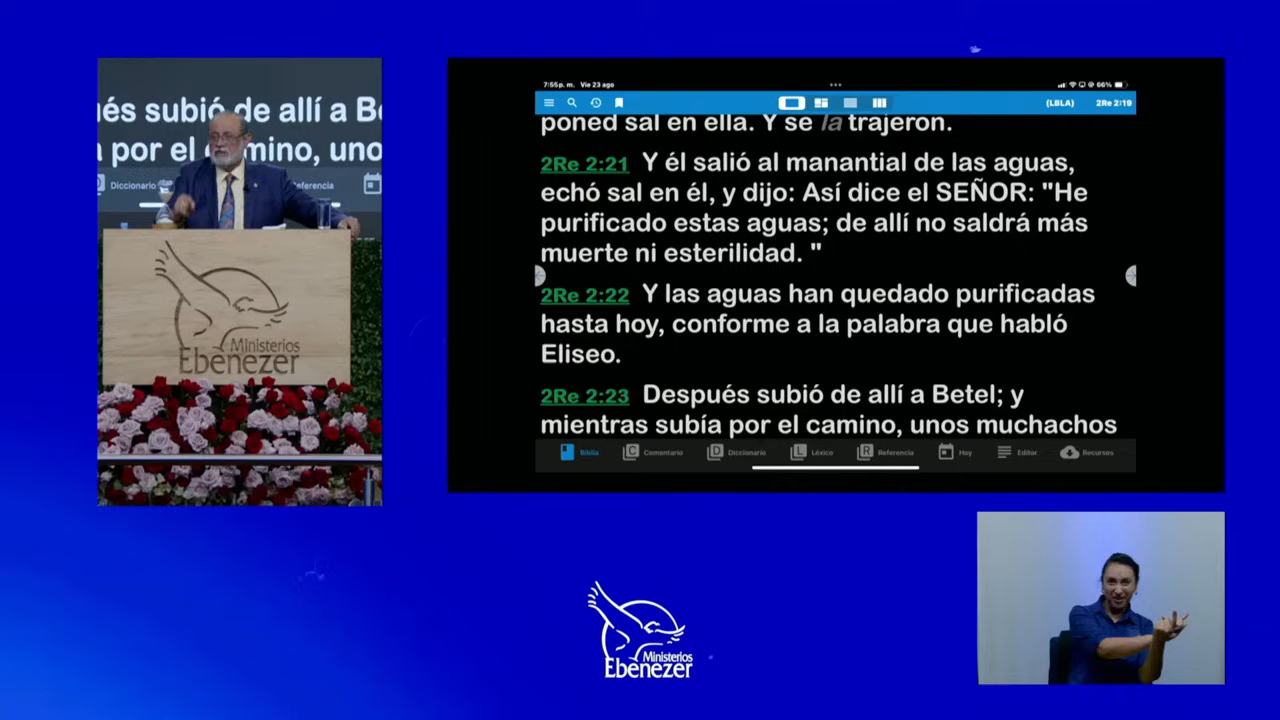 és subió de allí a Be
por el camino, uno
Diccionario
eferencia
Ministerios
Ebenezer
7:55p. m. Vie 23 ago
66%
(LBLA) 2Re 2:19
poned sal en ella. Y se la trajeron.
2Re 2:21 Y él salió al manantial de las aguas,
echó sal en él, y dijo: Así dice el SEÑOR: "He
purificado estas aguas; de allí no saldrá más
muerte ni esterilidad. "
2Re 2:22 Y las aguas han quedado purificadas
hasta hoy, conforme a la palabra que habló
Eliseo.
2Re 2:23 Después subió de allí a Betel; y
mientras subía por el camino, unos muchachos
Biblia C Comentario D Diccionario L Léxico R Referencia Hoy Editor Recursos
Ministerios
Ebenezer